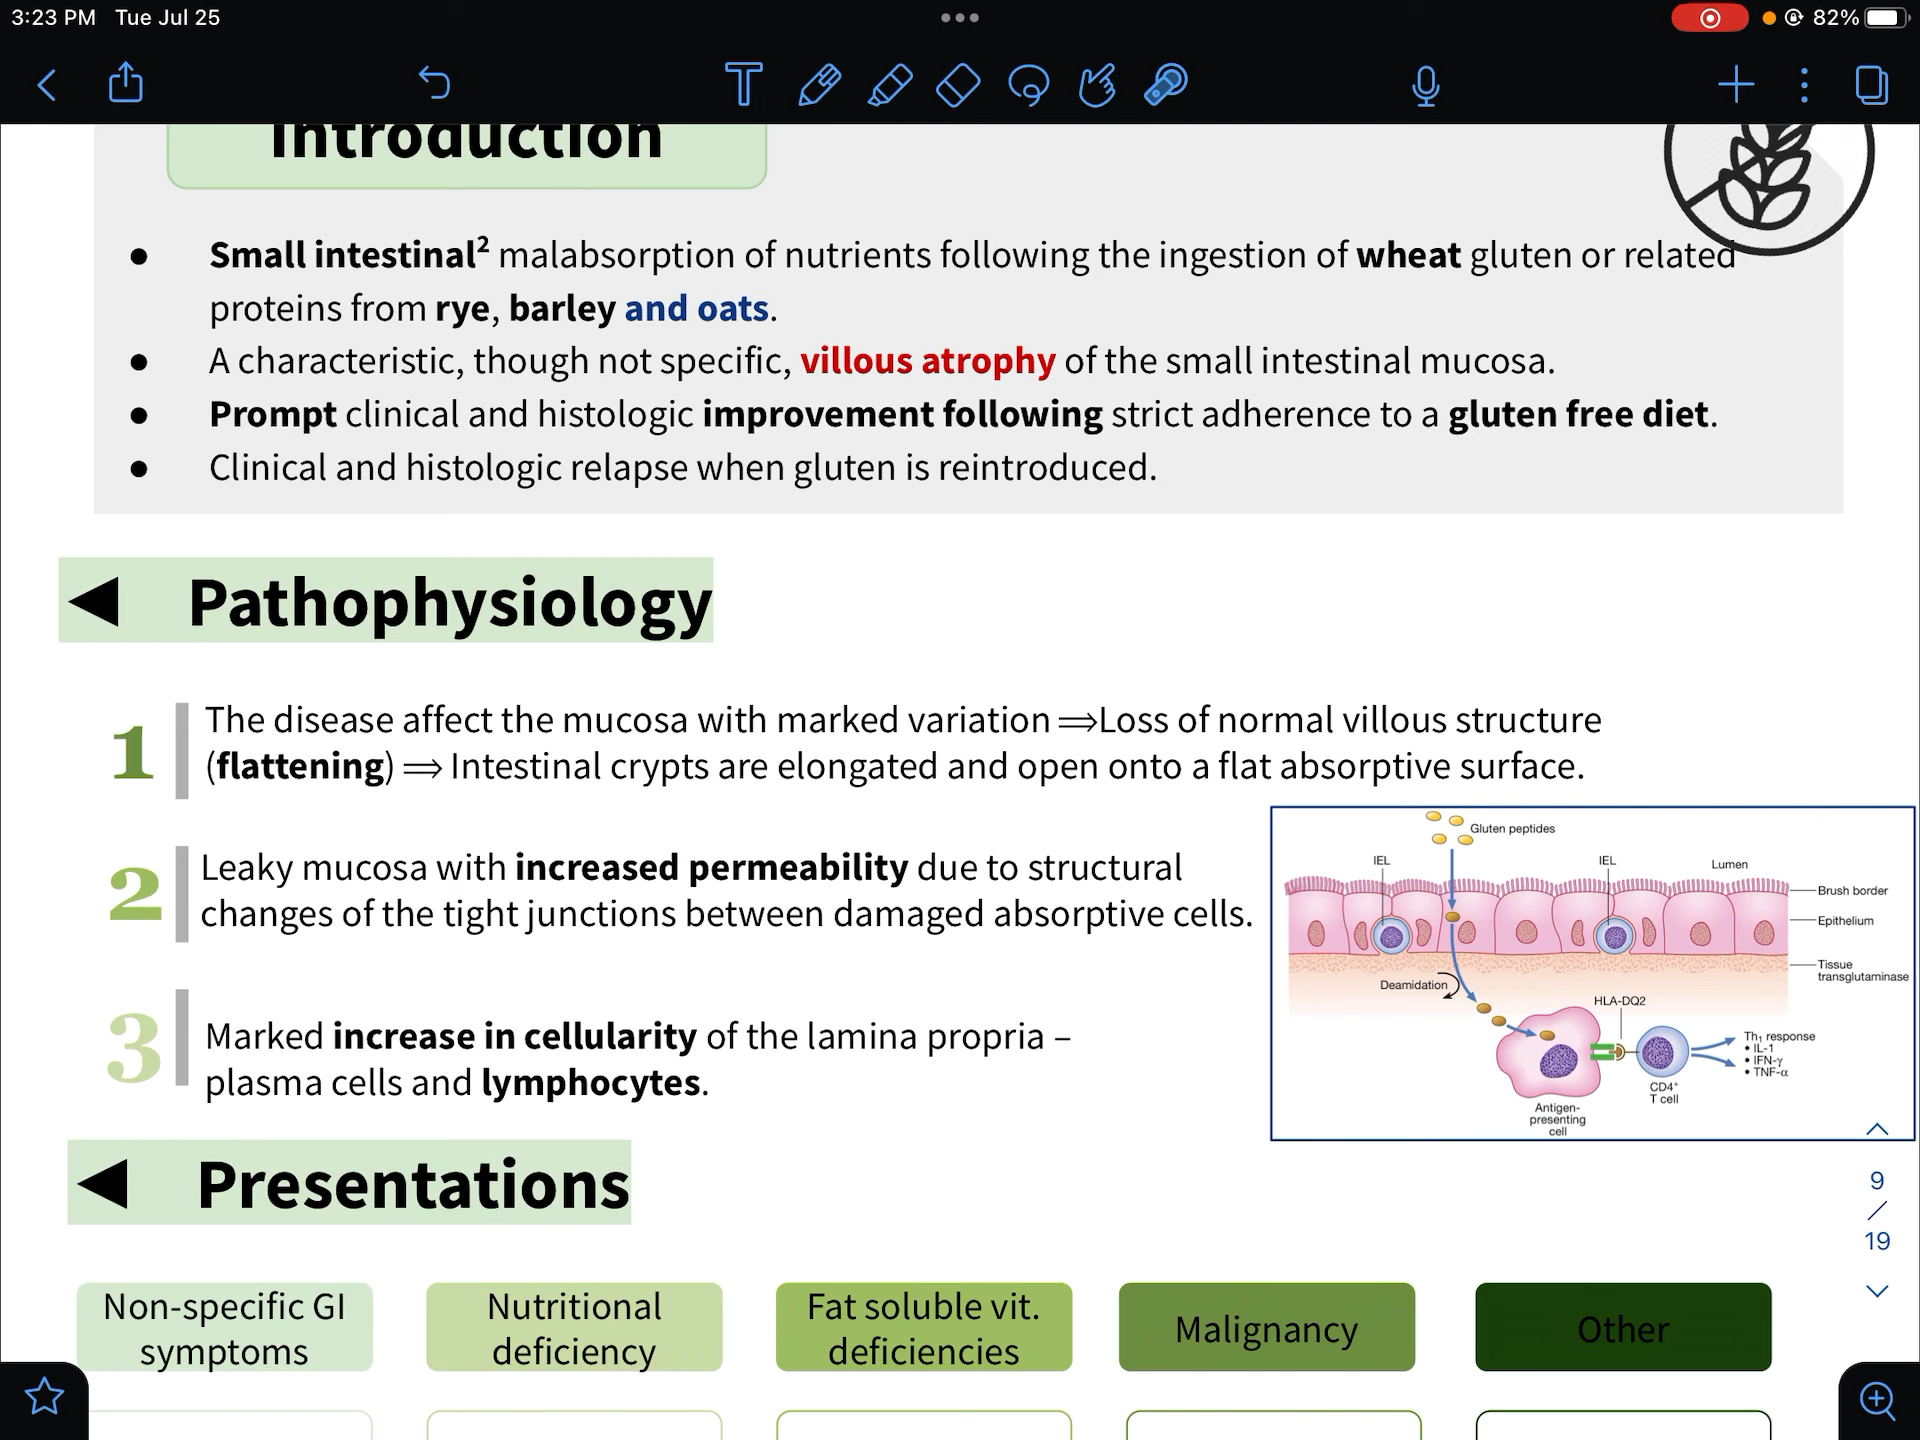 3:23 PM Tue Jul 25
82%
Introduction
● Small intestinal² malabsorption of nutrients following the ingestion of wheat gluten or related
proteins from rye, barley and oats.
● A characteristic, though not specific, villous atrophy of the small intestinal mucosa.
● Prompt clinical and histologic improvement following strict adherence to a gluten free diet.
● Clinical and histologic relapse when gluten is reintroduced.
◀ Pathophysiology
1 The disease affect the mucosa with marked variation ⟹Loss of normal villous structure
(flattening) ⟹ Intestinal crypts are elongated and open onto a flat absorptive surface.
2 Leaky mucosa with increased permeability due to structural
changes of the tight junctions between damaged absorptive cells.
3 Marked increase in cellularity of the lamina propria –
plasma cells and lymphocytes.
Gluten peptides
IEL
IEL
Lumen
Brush border
Epithelium
Tissue
transglutaminase
Deamidation
HLA-DQ2
Th₁ response
• IL-1
• IFN-γ
• TNF-α
CD4⁺
T cell
Antigen-
presenting
cell
◀ Presentations
9
/
19
Non-specific GI
symptoms
Nutritional
deficiency
Fat soluble vit.
deficiencies
Malignancy
Other